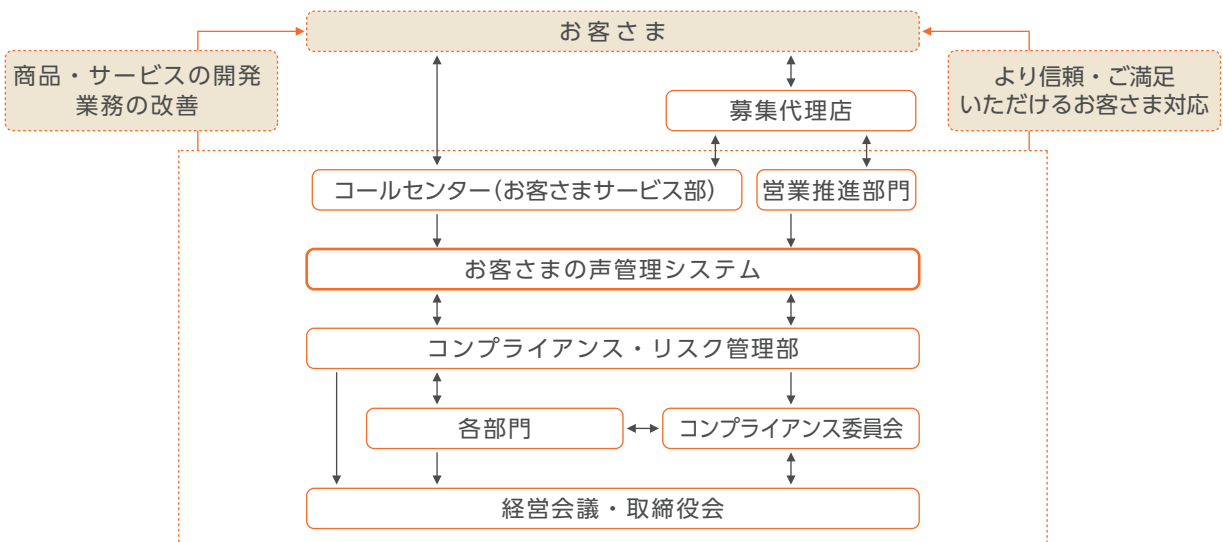 お客さま
商品・サービスの開発
業務の改善
より信頼・ご満足
いただけるお客さま対応
募集代理店
コールセンター（お客さまサービス部）
営業推進部門
お客さまの声管理システム
コンプライアンス・リスク管理部
各部門
コンプライアンス委員会
経営会議・取締役会